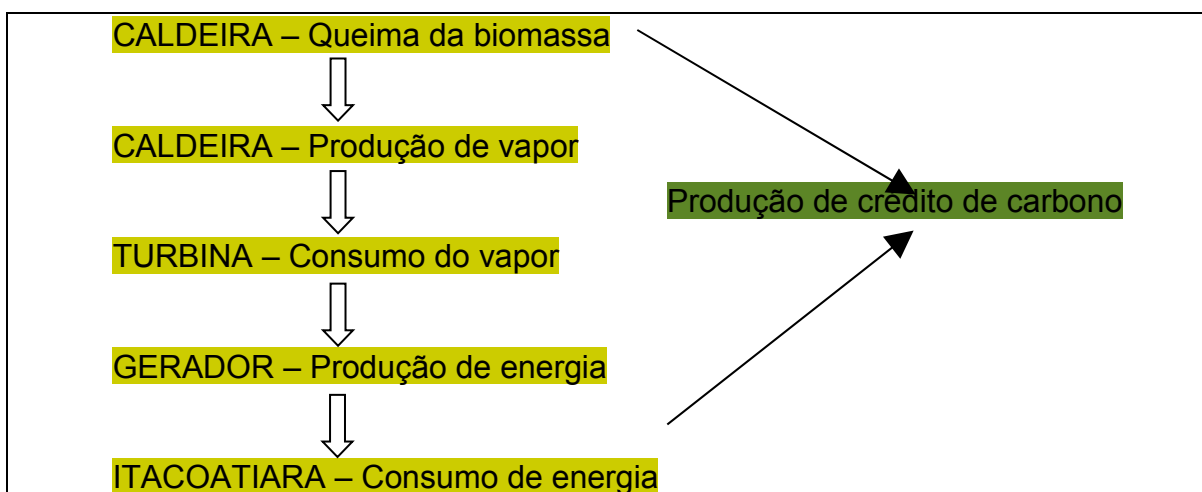 CALDEIRA – Queima da biomassa
CALDEIRA – Produção de vapor
Produção de crédito de carbono
TURBINA – Consumo do vapor
GERADOR – Produção de energia
ITACOATIARA – Consumo de energia